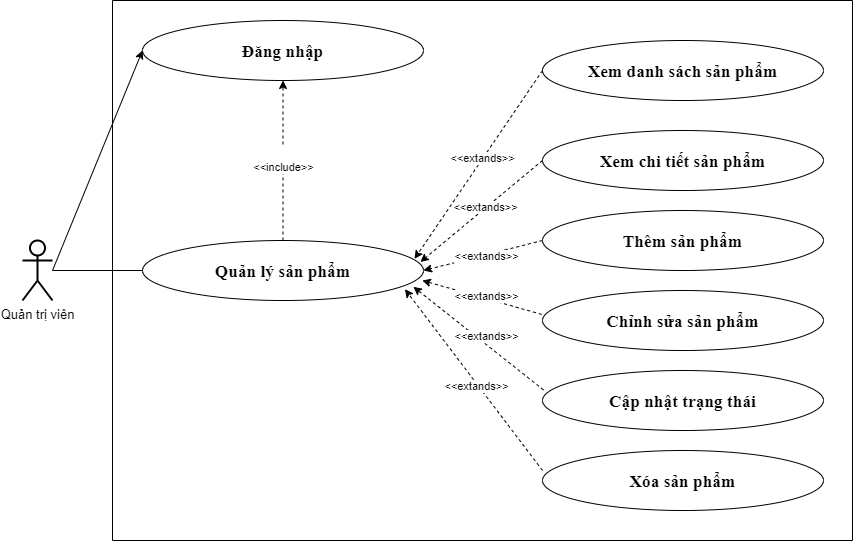 Đăng nhập
Xem danh sách sản phẩm
<<extands>>
Xem chi tiết sản phẩm
<<include>>
<<extands>>
Thêm sản phẩm
<<extands>>
Quản lý sản phẩm
<<extands>>
Quản trị viên
Chỉnh sửa sản phẩm
<<extands>>
<<extands>>
Cập nhật trạng thái
Xóa sản phẩm